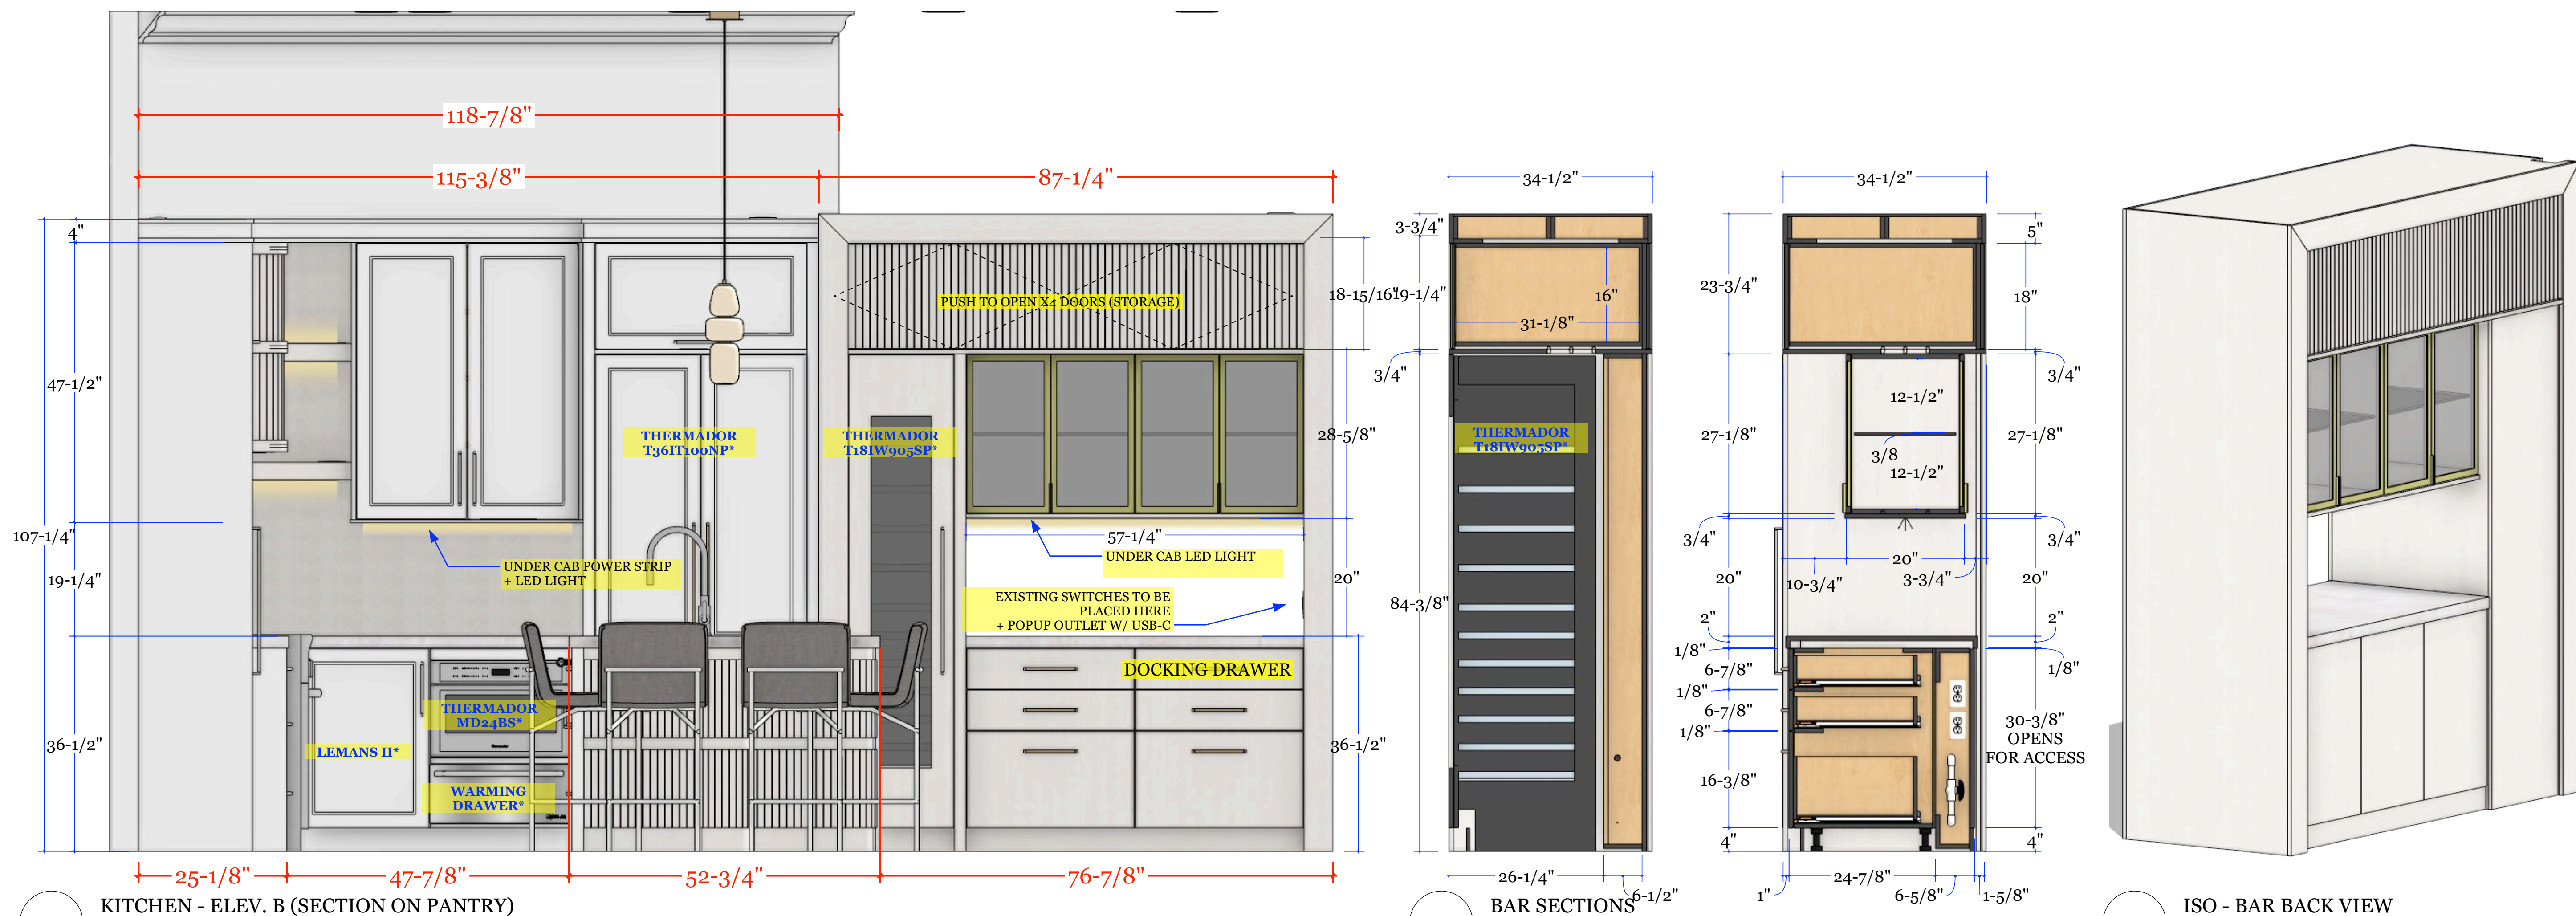 118-7/8"
115-3/8"
87-1/4"
4"
47-1/2"
107-1/4"
19-1/4"
36-1/2"
PUSH TO OPEN X4 DOORS (STORAGE)
THERMADOR
T36IT100NP*
THERMADOR
T18IW905SP*
UNDER CAB POWER STRIP
+ LED LIGHT
57-1/4"
UNDER CAB LED LIGHT
EXISTING SWITCHES TO BE
PLACED HERE
+ POPUP OUTLET W/ USB-C
DOCKING DRAWER
THERMADOR
MD24BS*
LEMANS II*
WARMING
DRAWER*
18-15/16"
28-5/8"
20"
36-1/2"
25-1/8"
47-7/8"
52-3/4"
76-7/8"
KITCHEN - ELEV. B (SECTION ON PANTRY)
34-1/2"
3-3/4"
19-1/4"
16"
31-1/8"
3/4"
THERMADOR
T18IW905SP*
84-3/8"
26-1/4"
6-1/2"
BAR SECTIONS
34-1/2"
5"
23-3/4"
18"
3/4"
12-1/2"
27-1/8"
27-1/8"
3/8
12-1/2"
3/4"
3/4"
20"
10-3/4"
3-3/4"
20"
20"
2"
2"
1/8"
1/8"
6-7/8"
1/8"
6-7/8"
1/8"
30-3/8"
OPENS
FOR ACCESS
16-3/8"
4"
4"
1"
24-7/8"
6-5/8"
1-5/8"
ISO - BAR BACK VIEW